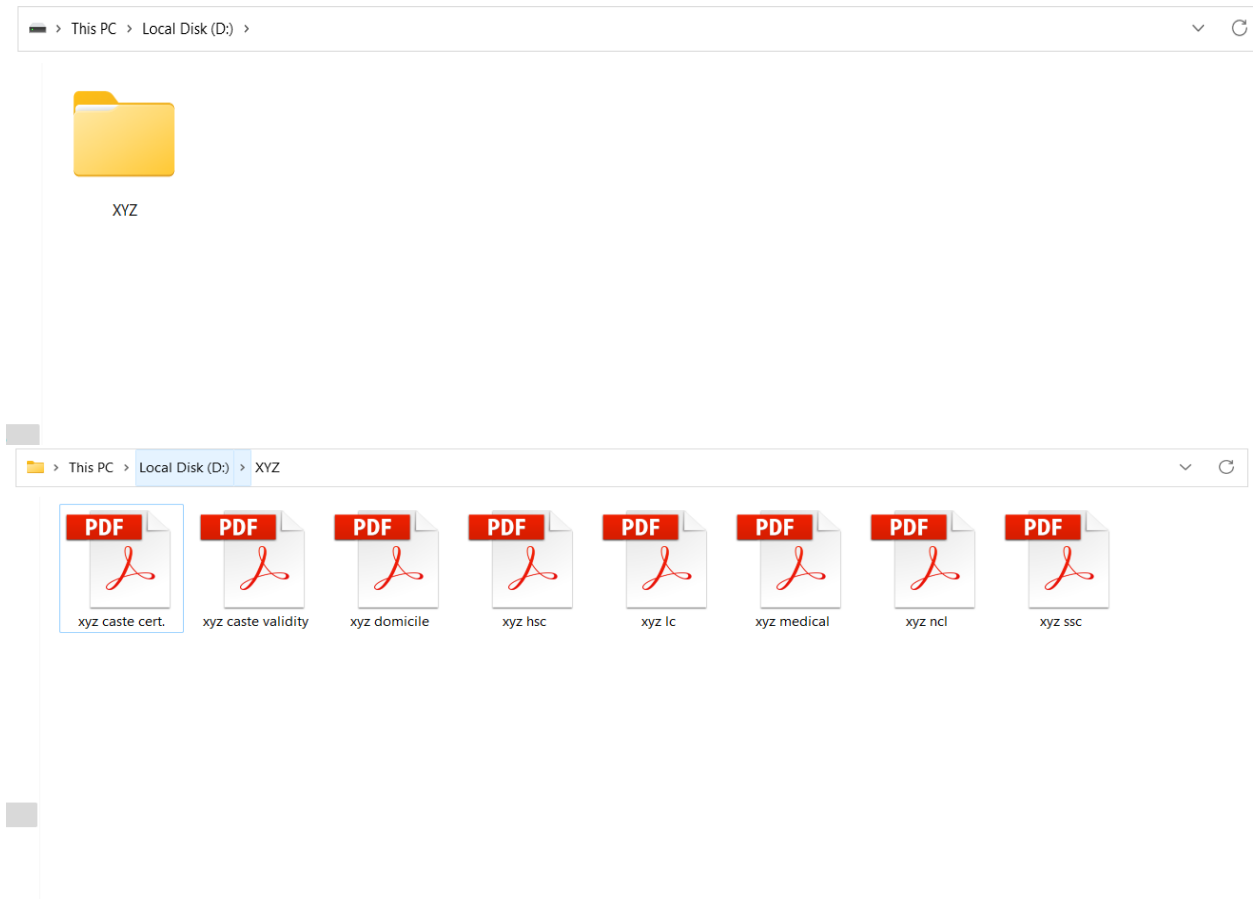 This PC > Local Disk (D:) >
XYZ
This PC > Local Disk (D:) > XYZ
PDF PDF PDF PDF PDF PDF PDF PDF
xyz caste cert. xyz caste validity xyz domicile xyz hsc xyz lc xyz medical xyz ncl xyz ssc